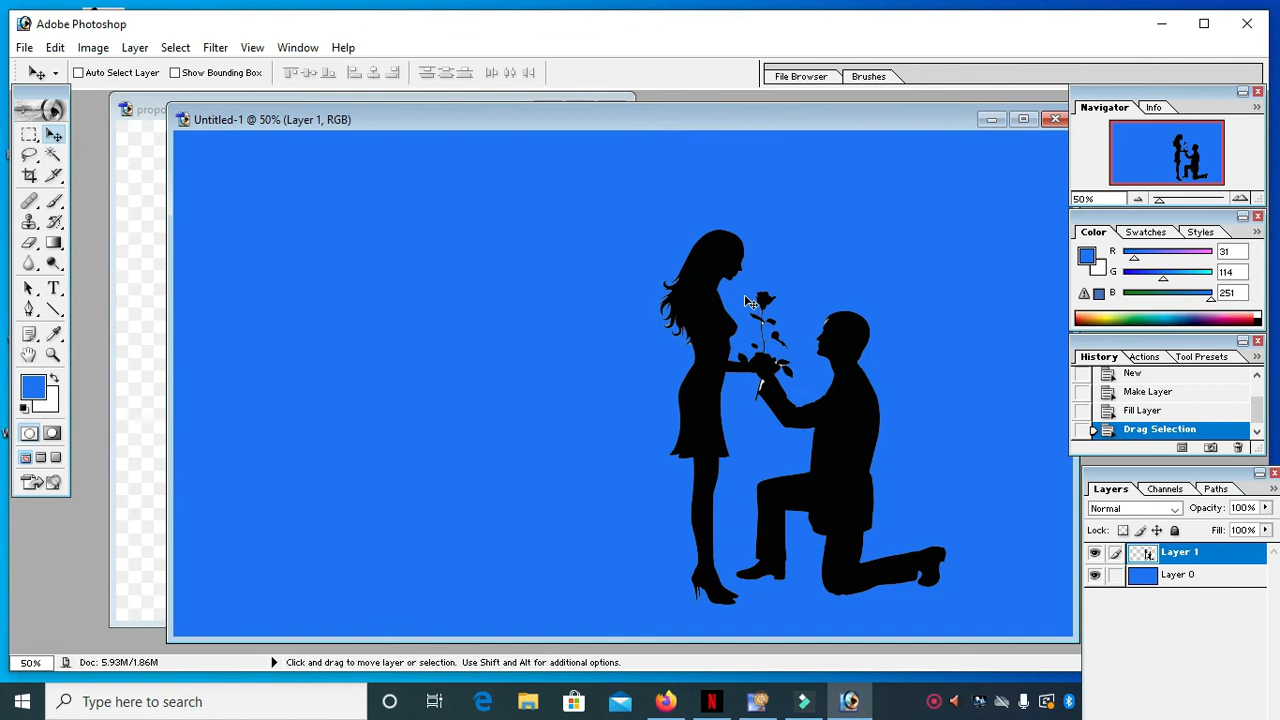 Adobe Photoshop
File Edit Image Layer Select Filter View Window Help
Auto Select Layer Show Bounding Box
File Browser Brushes
propo
Untitled-1 @ 50% (Layer 1, RGB)
Navigator Info
50%
Color Swatches Styles
R 31
G 114
B 251
History Actions Tool Presets
New
Make Layer
Fill Layer
Drag Selection
Layers Channels Paths
Normal Opacity: 100%
Lock: Fill: 100%
Layer 1
Layer 0
50% Doc: 5.93M/1.86M Click and drag to move layer or selection. Use Shift and Alt for additional options.
Type here to search